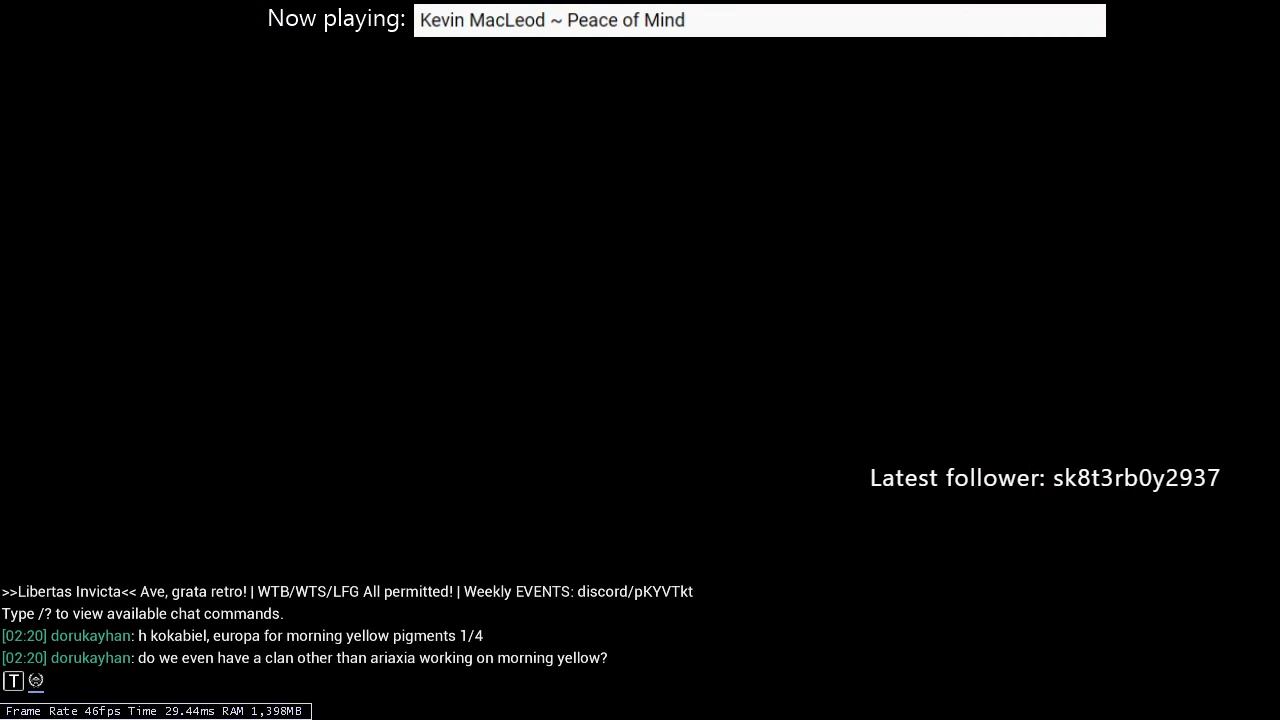 Now playing: Kevin MacLeod ~ Peace of Mind
Latest follower: sk8t3rb0y2937
>>Libertas Invicta<< Ave, grata retro! | WTB/WTS/LFG All permitted! | Weekly EVENTS: discord/pKYVTkt
Type /? to view available chat commands.
[02:20] dorukayhan: h kokabiel, europa for morning yellow pigments 1/4
[02:20] dorukayhan: do we even have a clan other than ariaxia working on morning yellow?
T
Frame Rate 46fps Time 29.44ms RAM 1,398MB